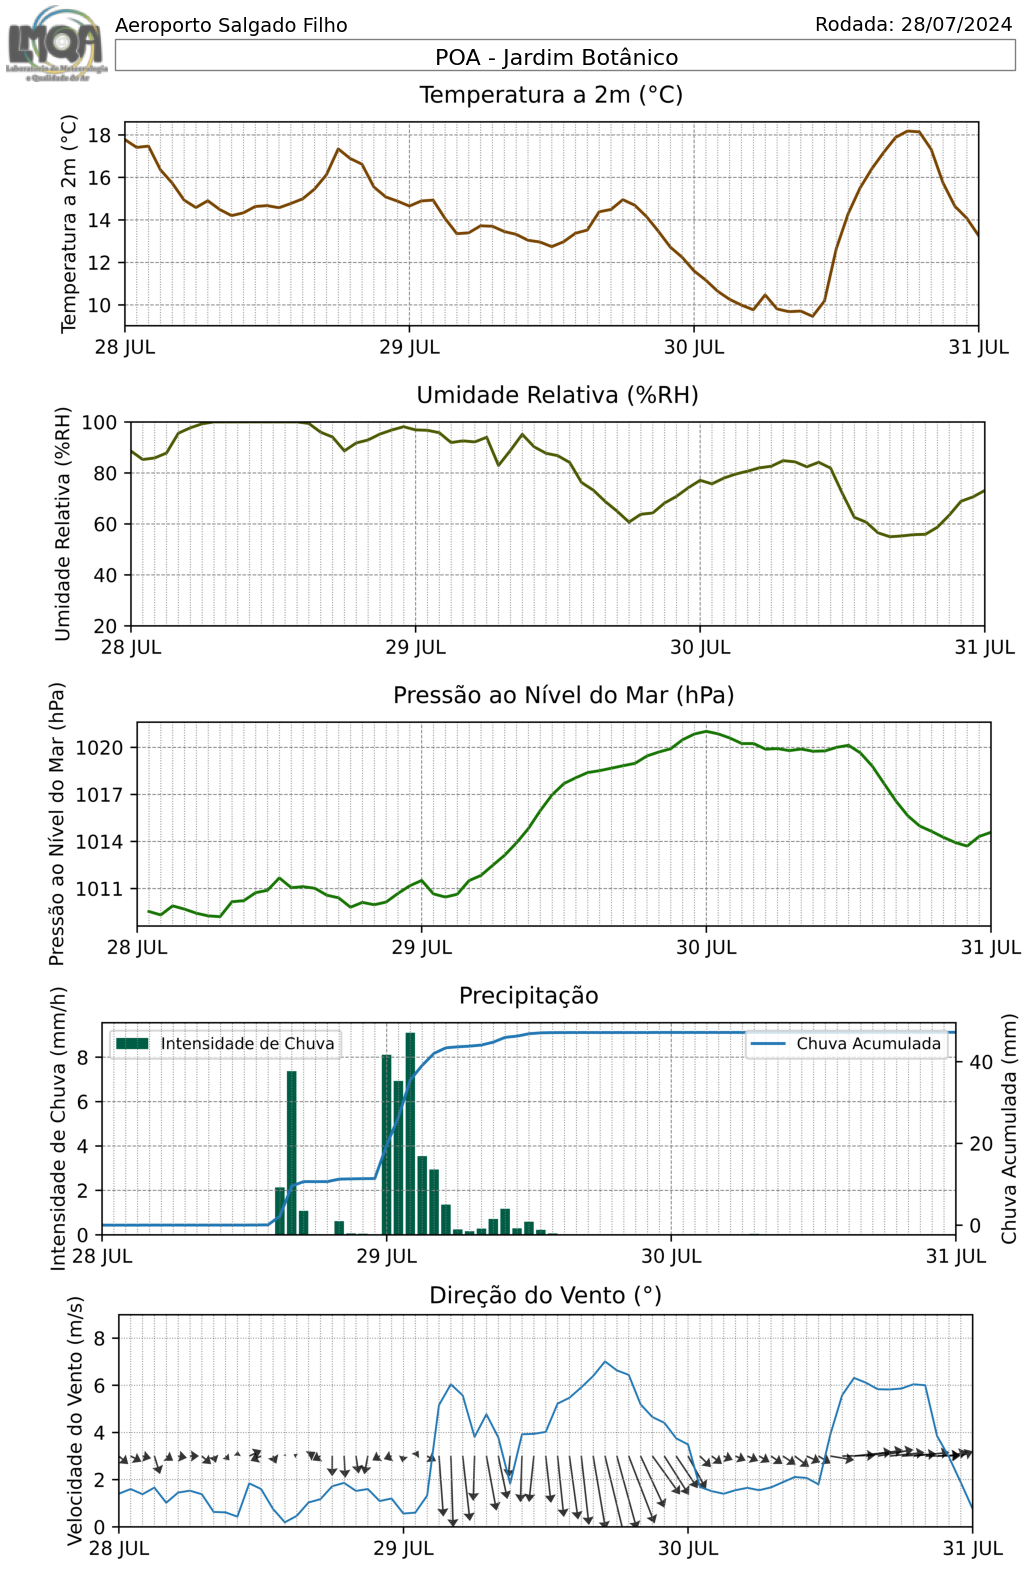 LMQA
Laboratório de Meteorologia
e Qualidade do Ar
Aeroporto Salgado Filho
Rodada: 28/07/2024
POA - Jardim Botânico
Temperatura a 2m (°C)
Temperatura a 2m (°C)
18
16
14
12
10
28 JUL 29 JUL 30 JUL 31 JUL
Umidade Relativa (%RH)
Umidade Relativa (%RH)
100
80
60
40
20
28 JUL 29 JUL 30 JUL 31 JUL
Pressão ao Nível do Mar (hPa)
Pressão ao Nível do Mar (hPa)
1020
1017
1014
1011
28 JUL 29 JUL 30 JUL 31 JUL
Precipitação
Intensidade de Chuva (mm/h)
8
6
4
2
0
Intensidade de Chuva
Chuva Acumulada
40
20
0
Chuva Acumulada (mm)
28 JUL 29 JUL 30 JUL 31 JUL
Direção do Vento (°)
Velocidade do Vento (m/s)
8
6
4
2
0
28 JUL 29 JUL 30 JUL 31 JUL